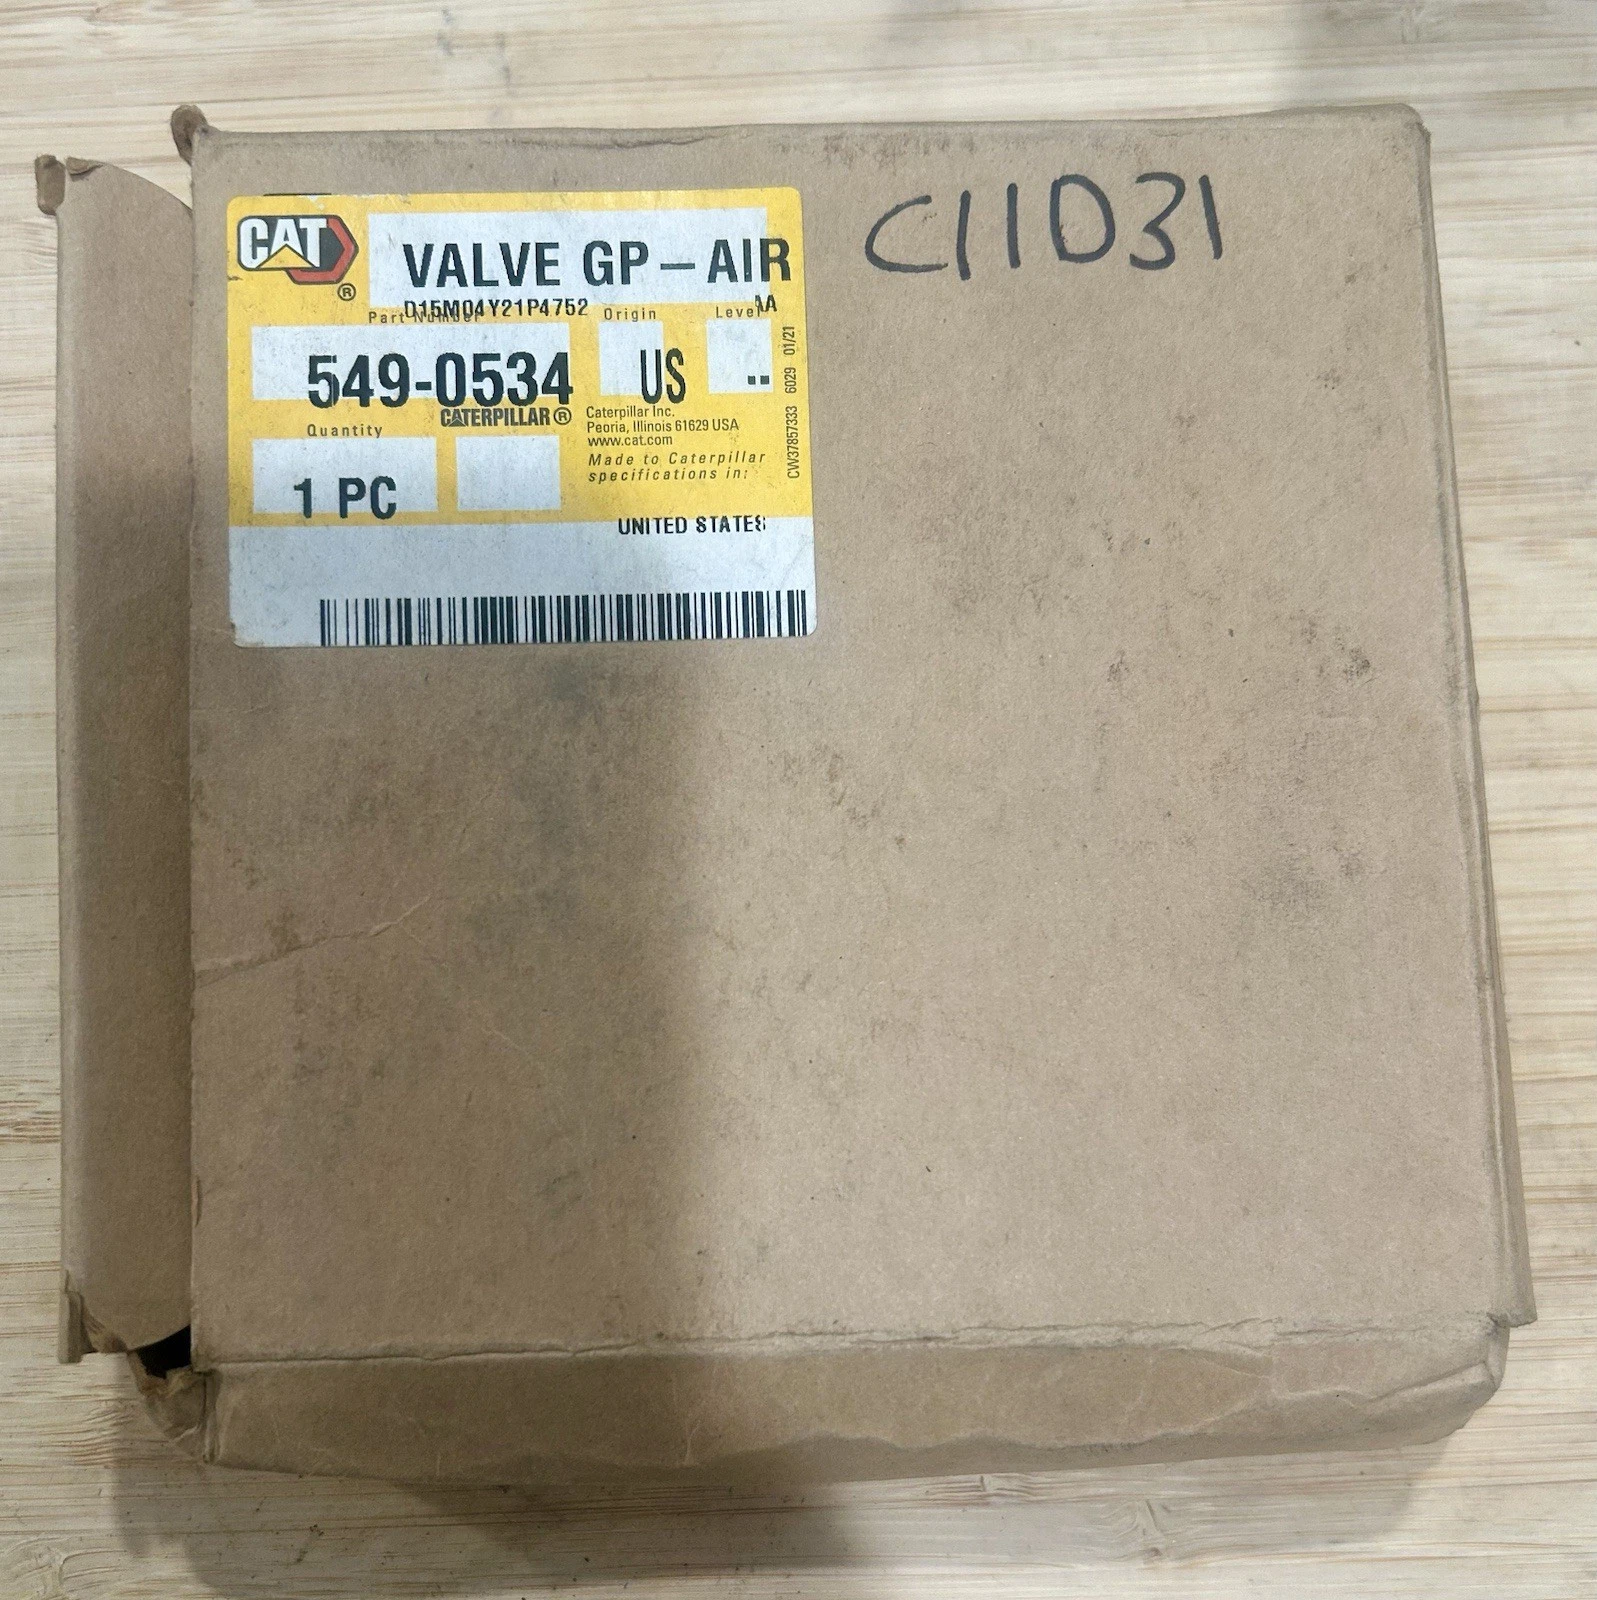 CAT ®
VALVE GP-AIR
C11D31
D15M04Y21P4752
AA
Part Number
Origin
Level
549-0534
US
--
CATERPILLAR®
Caterpillar Inc.
Peoria, Illinois 61629 USA
www.cat.com
Made to Caterpillar
specifications in:
Quantity
1 PC
UNITED STATES
CW37857333 6029 01/21